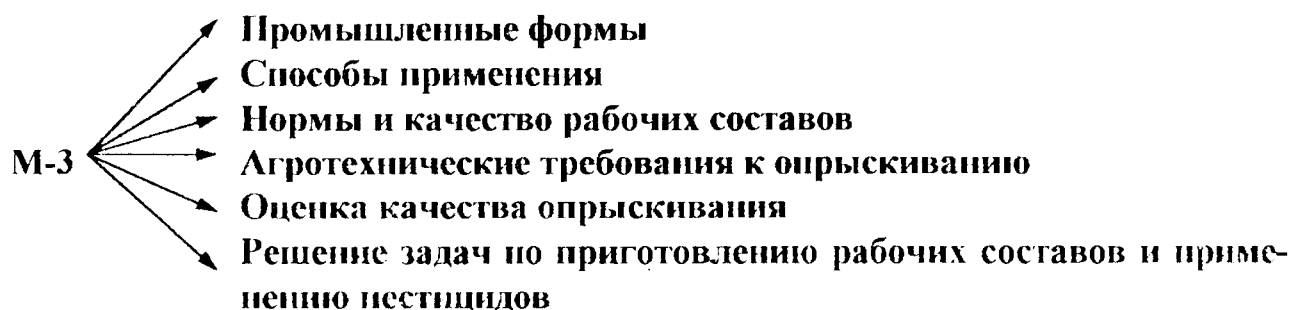 Промышленные формы
Способы применения
Нормы и качество рабочих составов
М-3
Агротехнические требования к опрыскиванию
Оценка качества опрыскивания
Решение задач по приготовлению рабочих составов и приме-
нению пестицидов